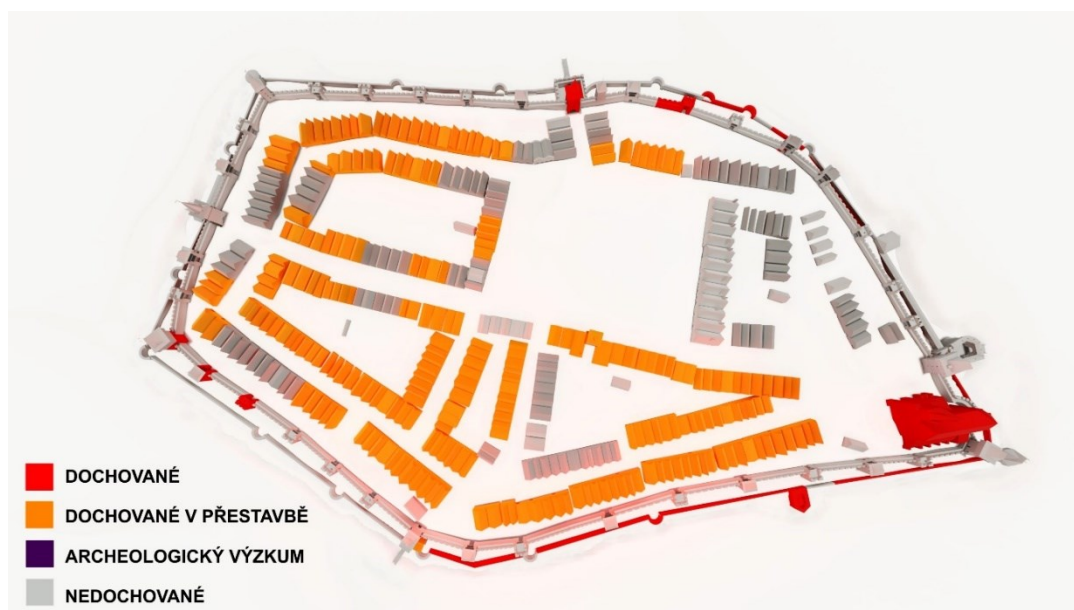 DOCHOVANÉ
DOCHOVANÉ V PŘESTAVBĚ
ARCHEOLOGICKÝ VÝZKUM
NEDOCHOVANÉ